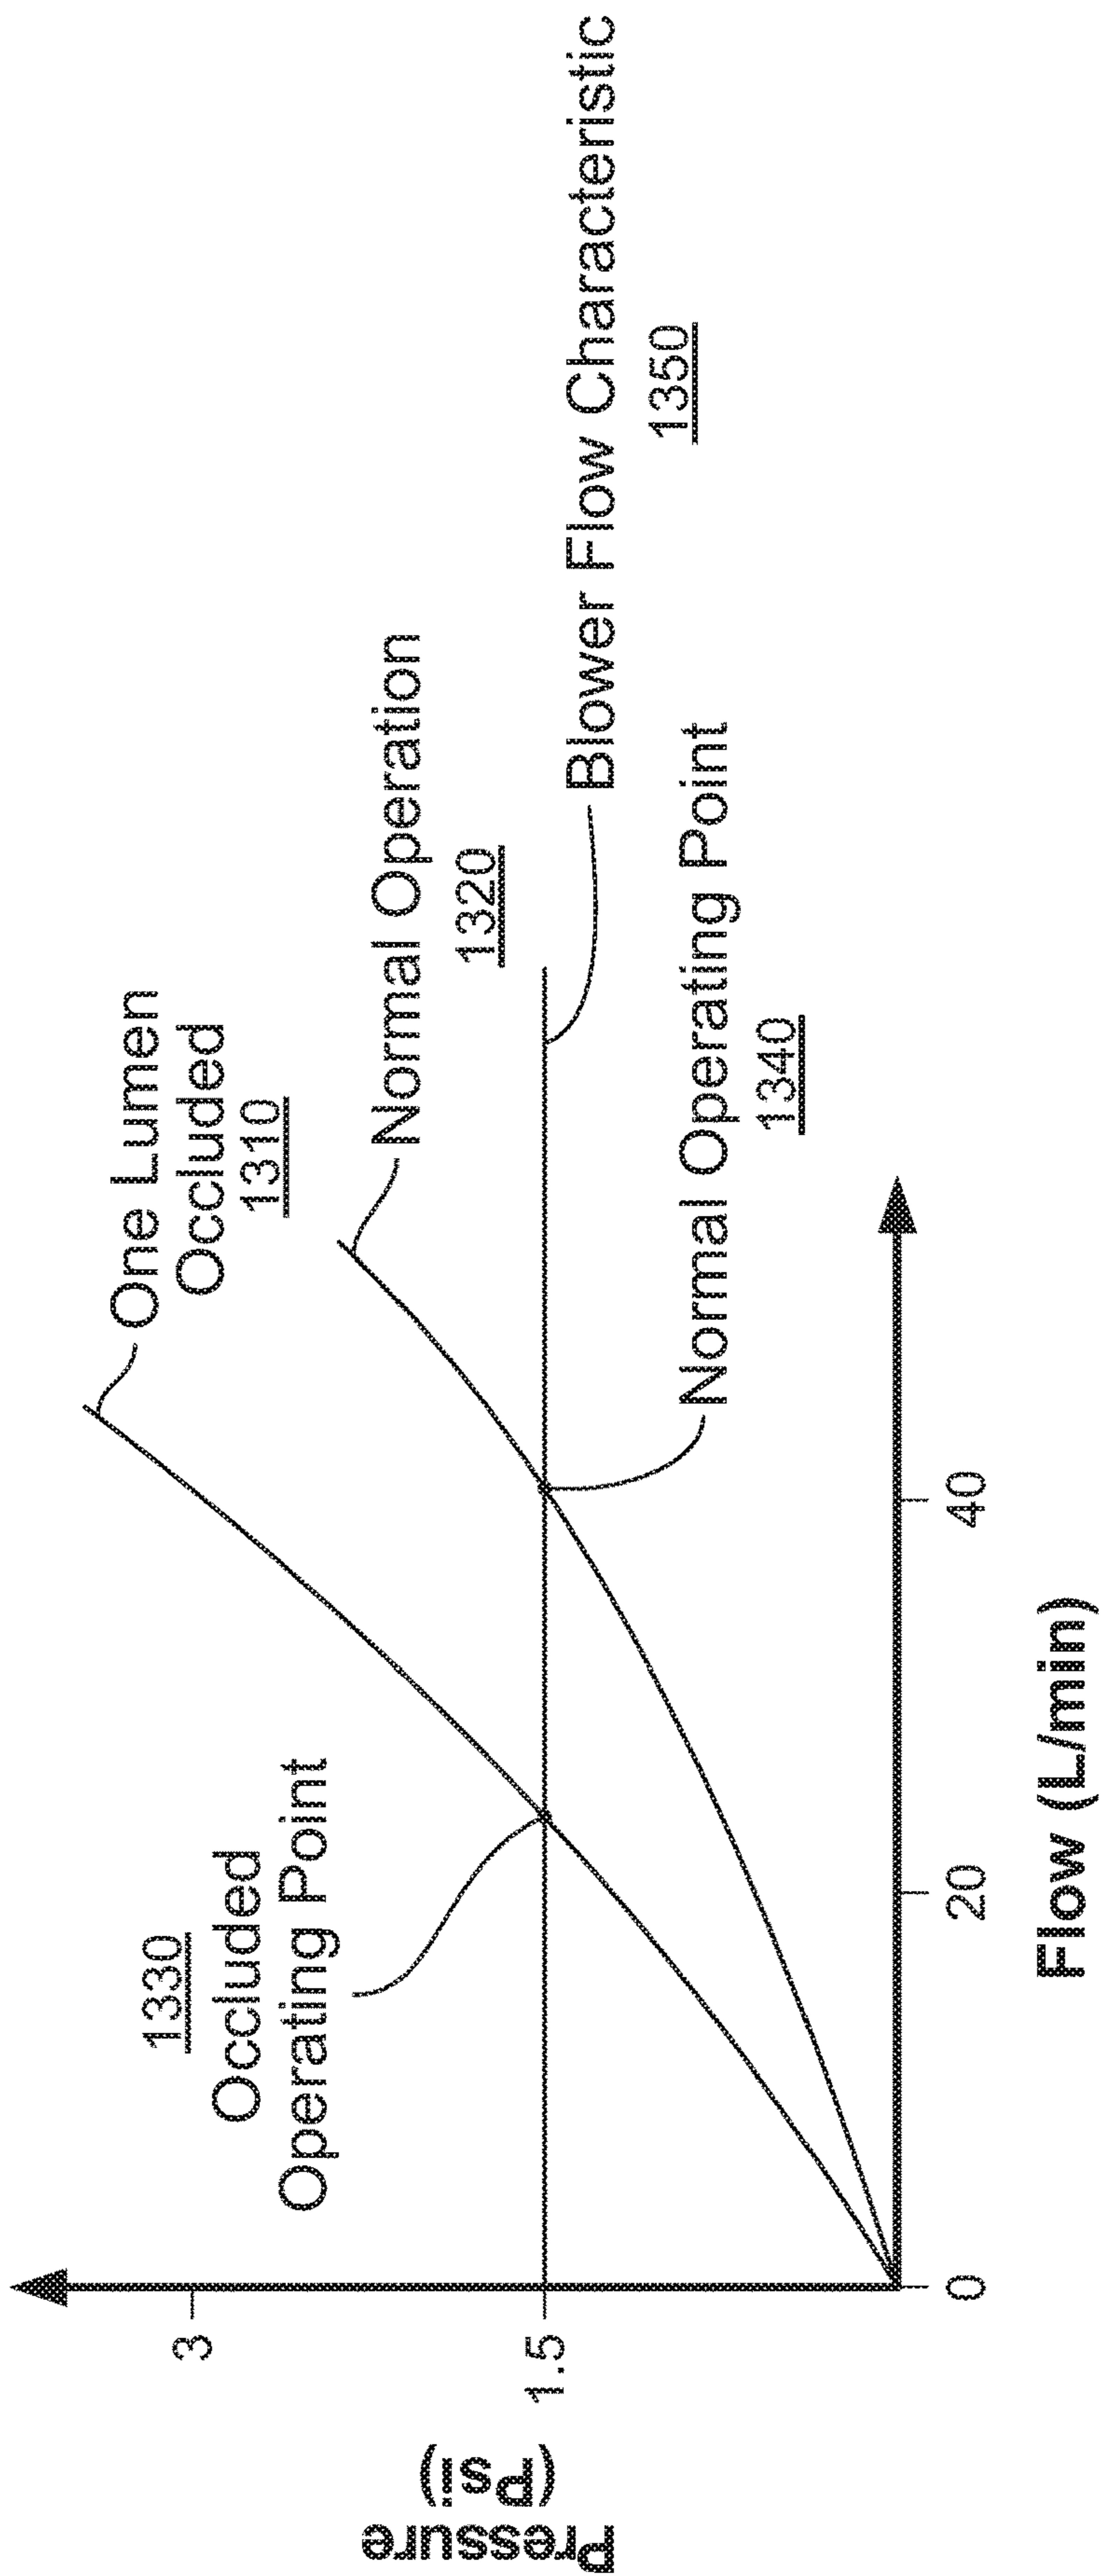 One Lumen
Occluded
1310
1330
Occluded
Operating Point
Normal Operation
1320
Blower Flow Characteristic
1350
Normal Operating Point
1340
Pressure
(Psi)
3
1.5
0
20
40
Flow (L/min)